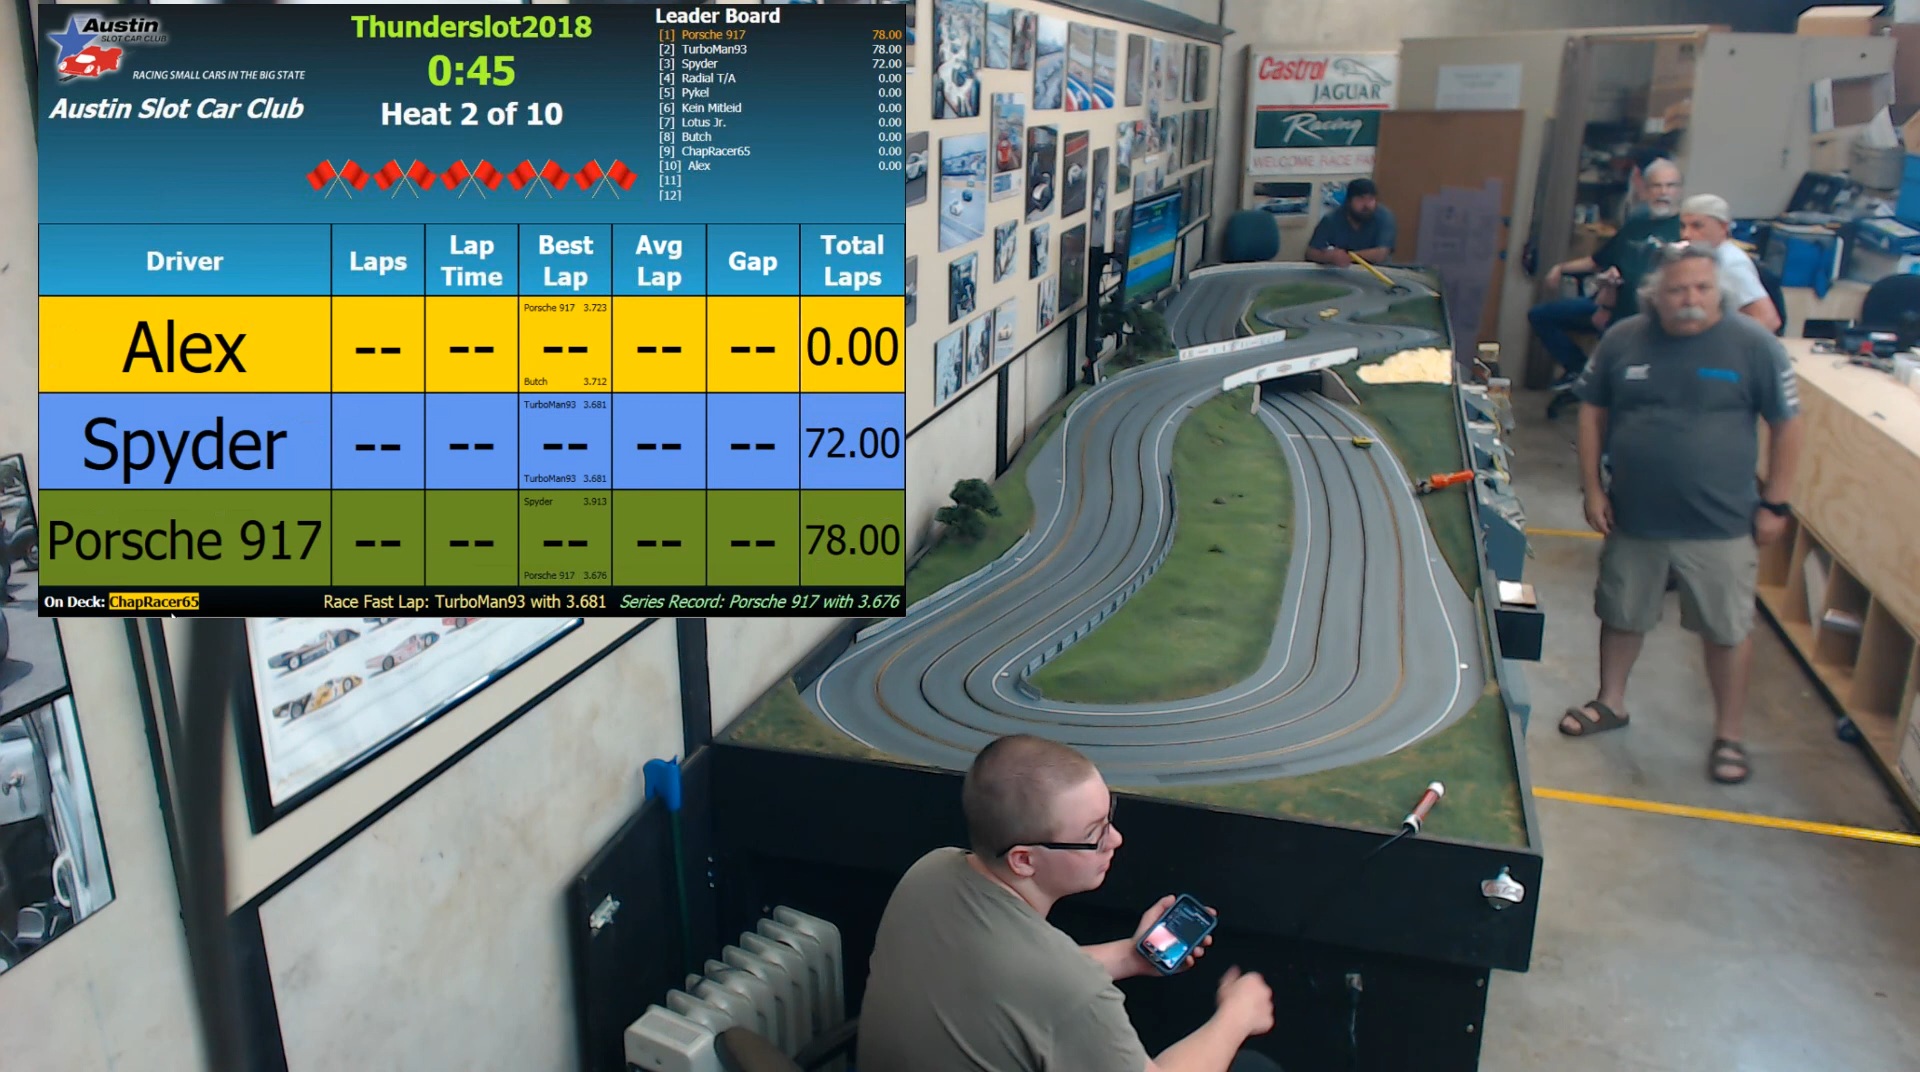 Austin
SLOT CAR CLUB
RACING SMALL CARS IN THE BIG STATE
Austin Slot Car Club
Thunderslot2018
0:45
Heat 2 of 10
Leader Board
[1] Porsche 917 78.00
[2] TurboMan93 78.00
[3] Spyder 72.00
[4] Radial T/A 0.00
[5] Pykel 0.00
[6] Kein Mitleid 0.00
[7] Lotus Jr. 0.00
[8] Butch 0.00
[9] ChapRacer65 0.00
[10] Alex 0.00
[11]
[12]
Driver Laps Lap Time Best Lap Avg Lap Gap Total Laps
Porsche 917 3.723
Alex -- -- -- -- -- 0.00
Butch 3.712
TurboMan93 3.681
Spyder -- -- -- -- -- 72.00
TurboMan93 3.681
Spyder 3.913
Porsche 917 -- -- -- -- -- 78.00
Porsche 917 3.676
On Deck: ChapRacer65 Race Fast Lap: TurboMan93 with 3.681 Series Record: Porsche 917 with 3.676
Castrol
JAGUAR
Racing
WELCOME RACE FAN